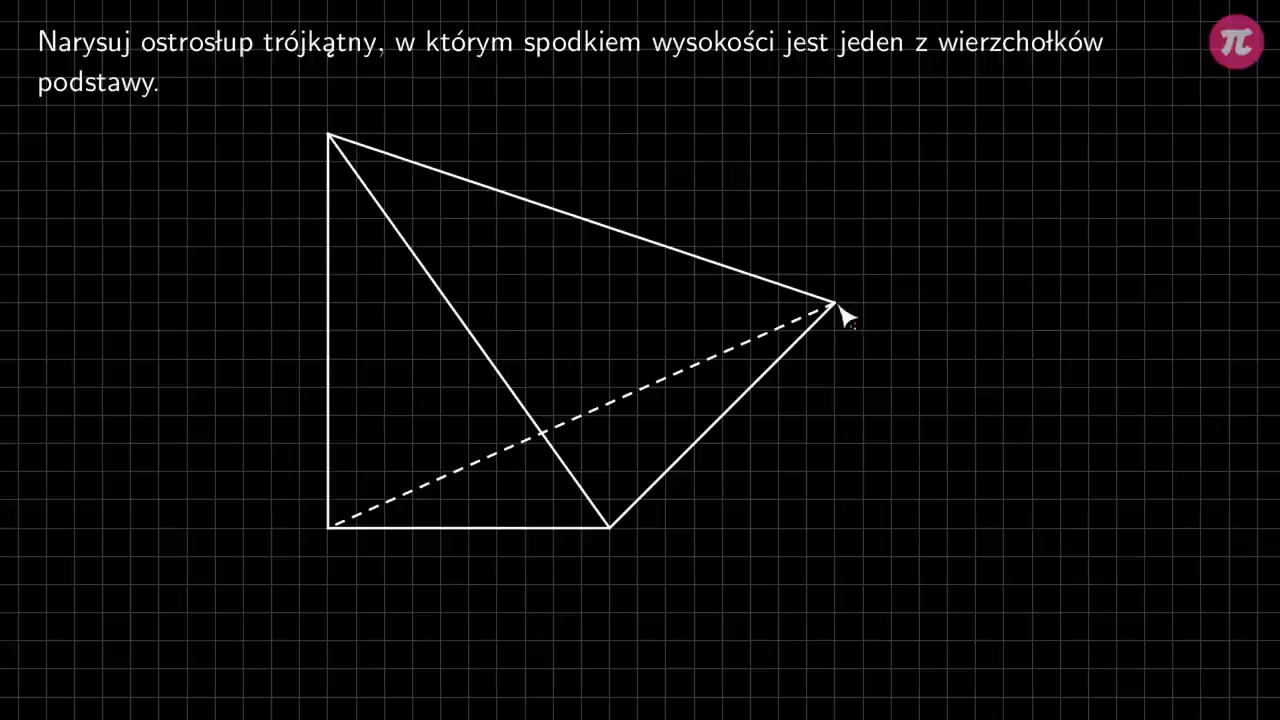 Narysuj ostrosłup trójkątny, w którym spodkiem wysokości jest jeden z wierzchołków
podstawy.
π